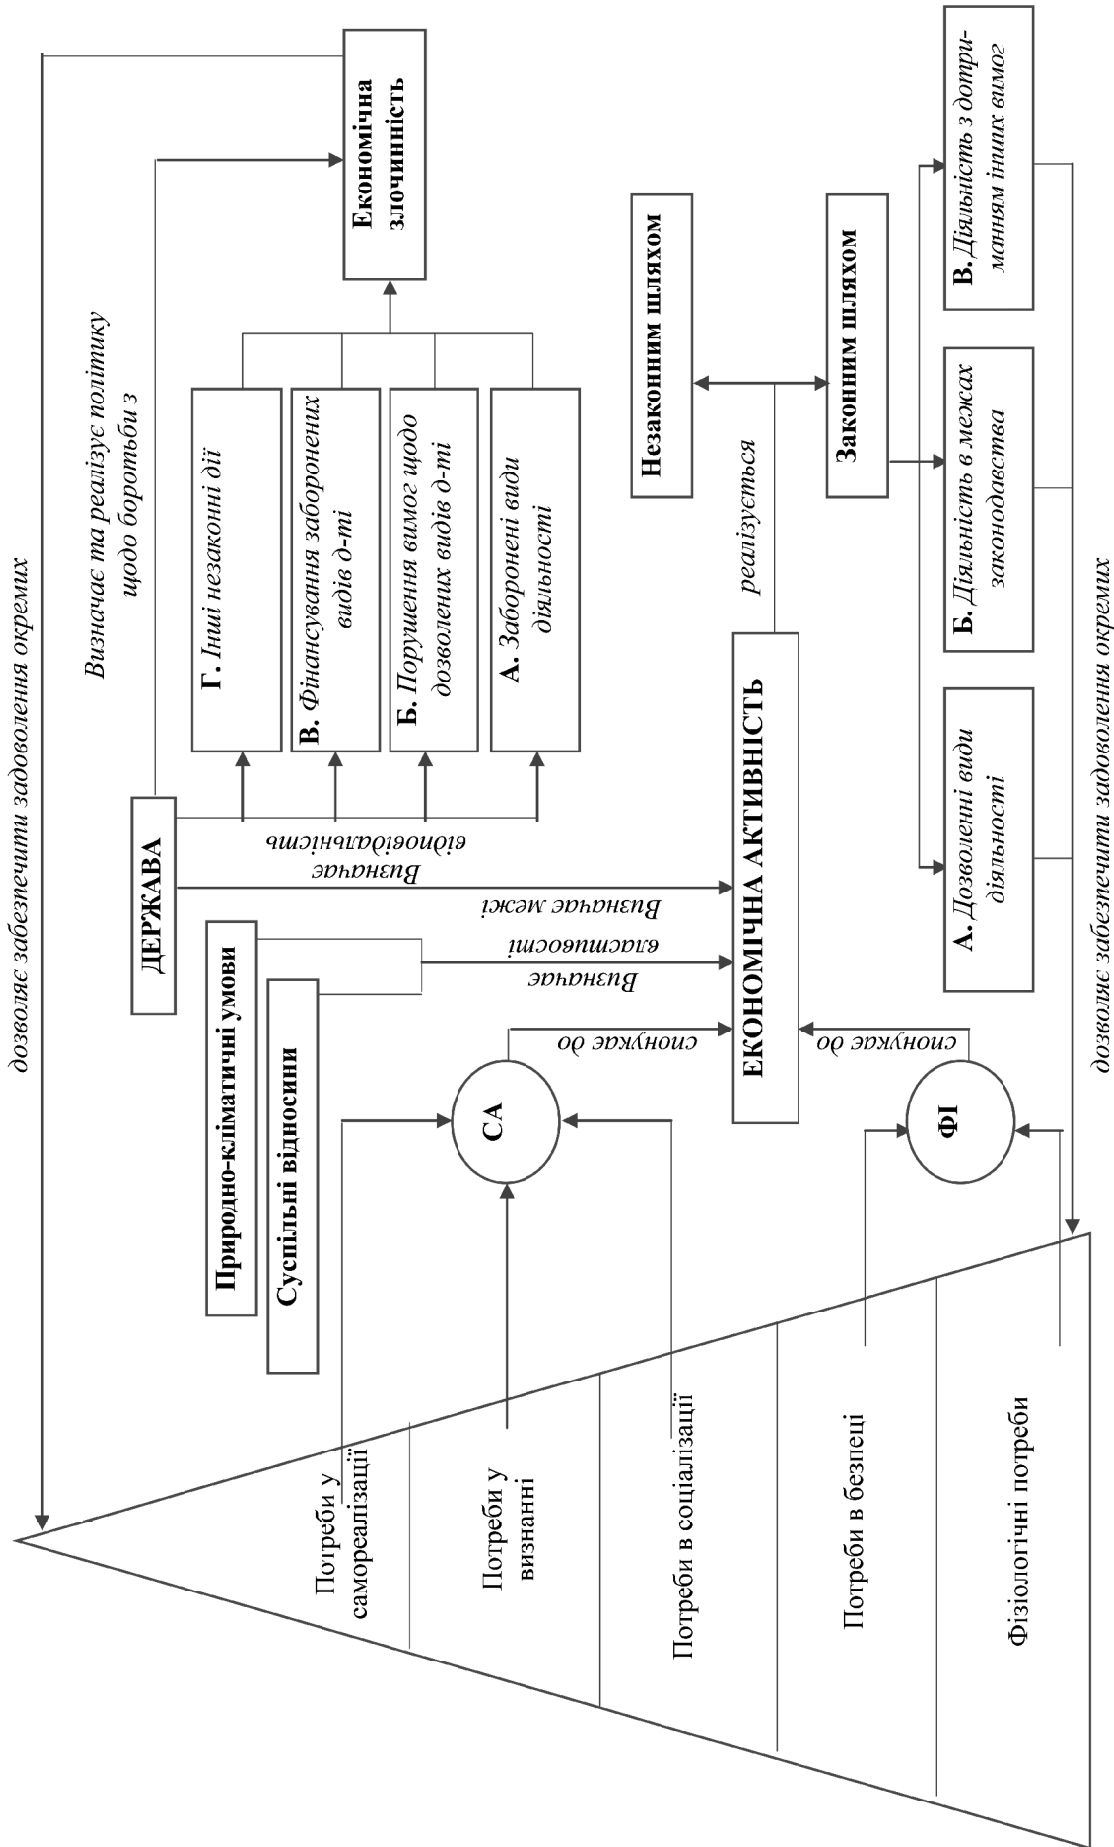 дозволяє забезпечити задоволення окремих
Визначає та реалізує політику
щодо боротьби з
ДЕРЖАВА
Природно-кліматичні умови
Суспільні відносини
Г. Інші незаконні дії
В. Фінансування заборонених
видів д-ті
Б. Порушення вимог щодо
дозволених видів д-ті
А. Заборонені види
діяльності
Економічна
злочинність
Визначає
відповідальність
Визначає межі
Визначає
властивості
Потреби у
самореалізації
Потреби у
визнанні
Потреби в соціалізації
Потреби в безпеці
Фізіологічні потреби
СА
спонукає до
ФІ
спонукає до
ЕКОНОМІЧНА АКТИВНІСТЬ
реалізується
Незаконним шляхом
Законним шляхом
А. Дозволенні види
діяльності
Б. Діяльність в межах
законодавства
В. Діяльність з дотри-
манням інших вимог
дозволяє забезпечити задоволення окремих